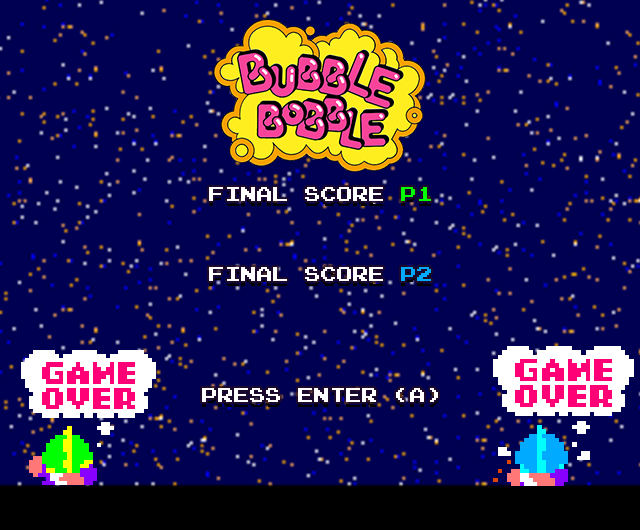 BUBBLE
BOBBLE
FINAL SCORE P1
FINAL SCORE P2
GAME
OVER
PRESS ENTER (A)
GAME
OVER